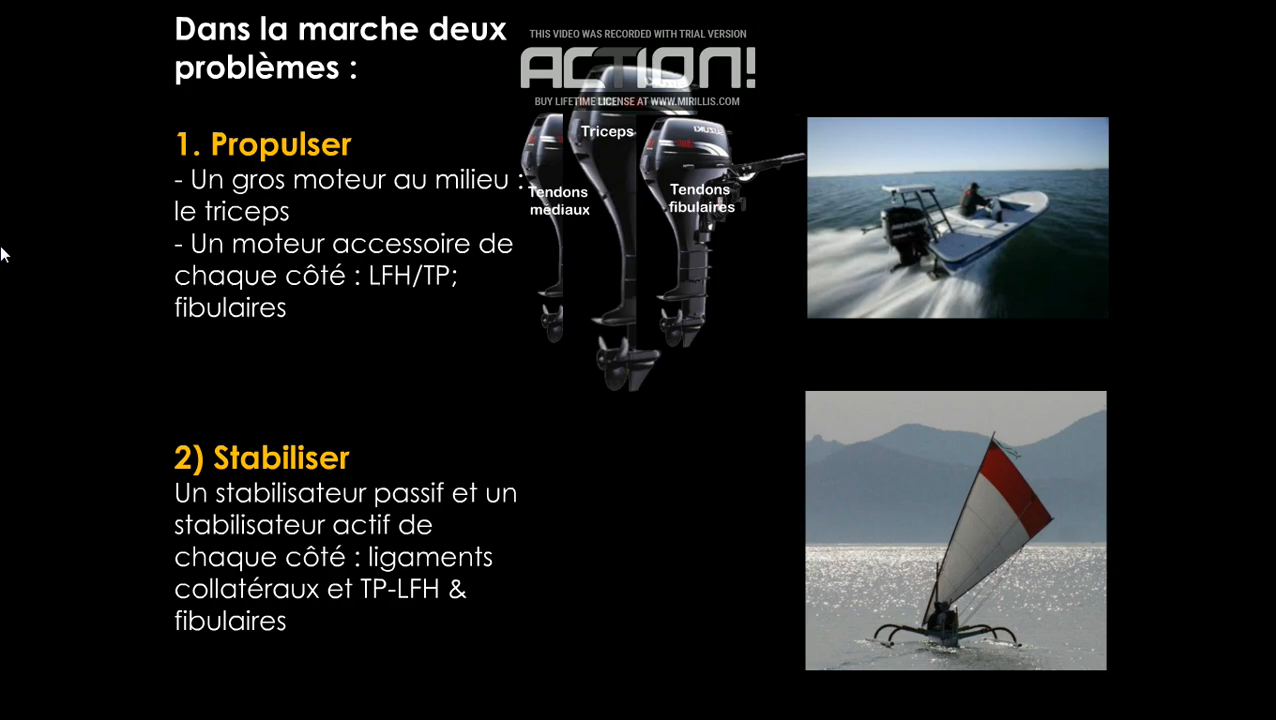 Dans la marche deux
problèmes :
THIS VIDEO WAS RECORDED WITH TRIAL VERSION
ACTION!
BUY LIFETIME LICENSE AT WWW.MIRILLIS.COM
1. Propulser
- Un gros moteur au milieu :
le triceps
- Un moteur accessoire de
chaque côté : LFH/TP;
fibulaires
Triceps
Tendons
médiaux
Tendons
fibulaires
SUZUKI
2) Stabiliser
Un stabilisateur passif et un
stabilisateur actif de
chaque côté : ligaments
collatéraux et TP-LFH &
fibulaires